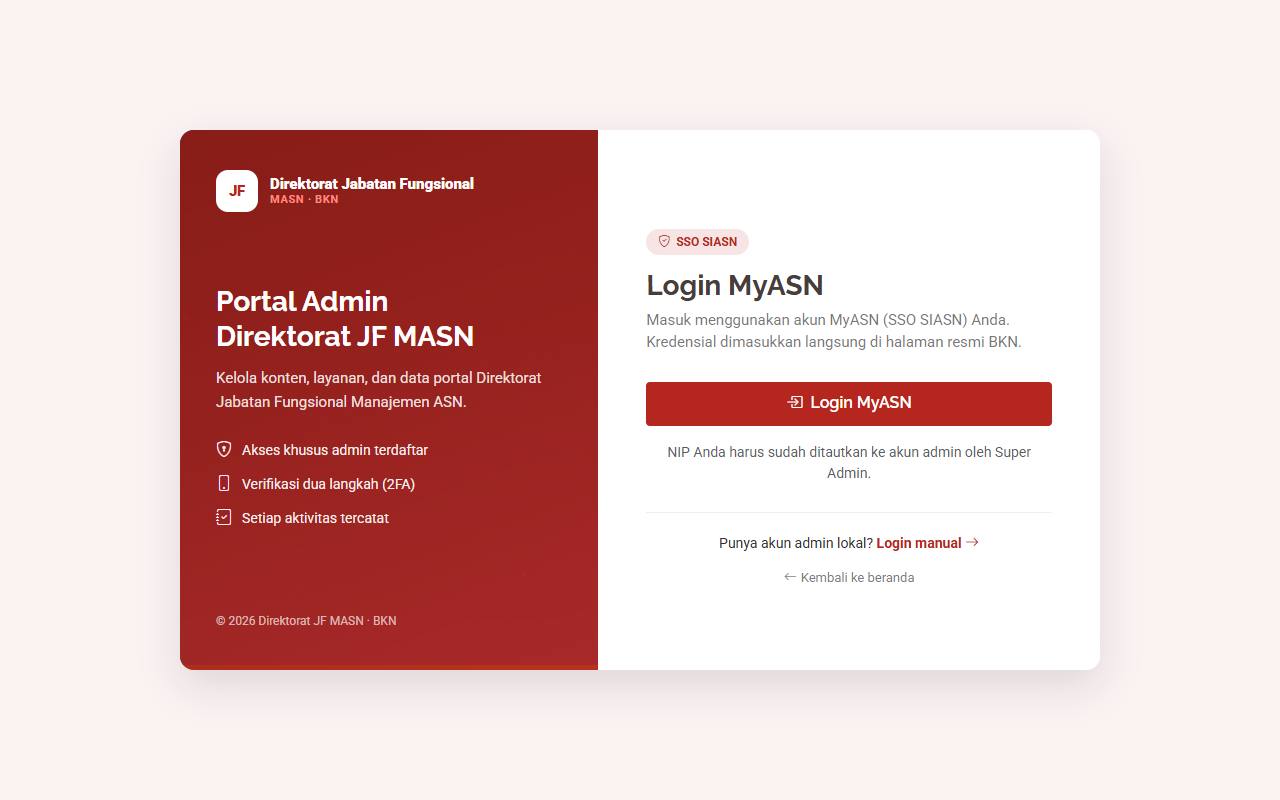 JF
Direktorat Jabatan Fungsional
MASN · BKN
Portal Admin
Direktorat JF MASN
Kelola konten, layanan, dan data portal Direktorat
Jabatan Fungsional Manajemen ASN.
Akses khusus admin terdaftar
Verifikasi dua langkah (2FA)
Setiap aktivitas tercatat
© 2026 Direktorat JF MASN · BKN
SSO SIASN
Login MyASN
Masuk menggunakan akun MyASN (SSO SIASN) Anda.
Kredensial dimasukkan langsung di halaman resmi BKN.
Login MyASN
NIP Anda harus sudah ditautkan ke akun admin oleh Super
Admin.
Punya akun admin lokal? Login manual →
← Kembali ke beranda